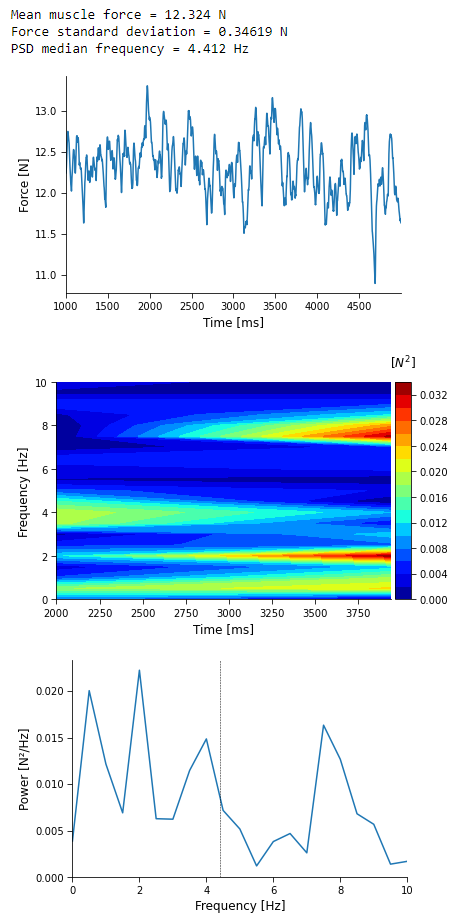 Mean muscle force = 12.324 N
Force standard deviation = 0.34619 N
PSD median frequency = 4.412 Hz
Force [N]
13.0
12.5
12.0
11.5
11.0
1000 1500 2000 2500 3000 3500 4000 4500
Time [ms]
[N²]
Frequency [Hz]
10
8
6
4
2
0
0.032
0.028
0.024
0.020
0.016
0.012
0.008
0.004
0.000
2000 2250 2500 2750 3000 3250 3500 3750
Time [ms]
Power [N²/Hz]
0.020
0.015
0.010
0.005
0.000
0 2 4 6 8 10
Frequency [Hz]